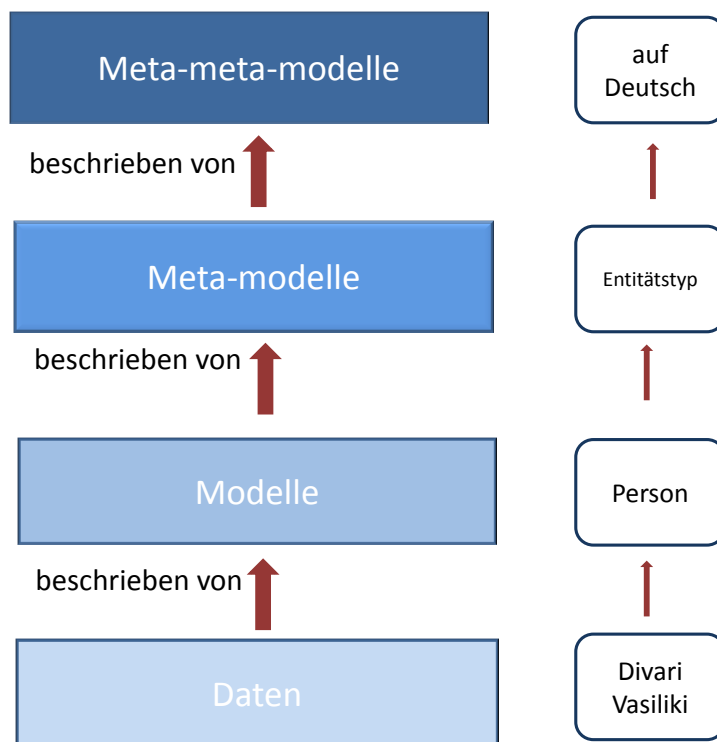 Meta-meta-modelle
auf
Deutsch
beschrieben von
Meta-modelle
Entitätstyp
beschrieben von
Modelle
Person
beschrieben von
Daten
Divari
Vasiliki